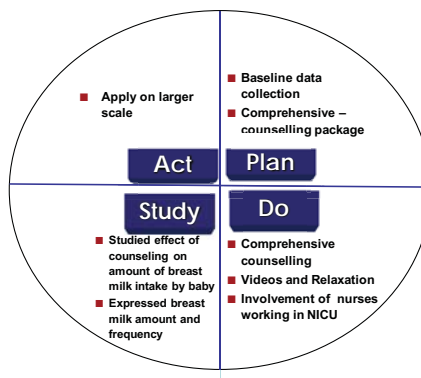 ■ Apply on larger
scale
■ Baseline data
collection
■ Comprehensive –
counselling package
Act
Plan
Study
Do
■ Studied effect of
counseling on
amount of breast
milk intake by baby
■ Expressed breast
milk amount and
frequency
■ Comprehensive
counselling
■ Videos and Relaxation
■ Involvement of nurses
working in NICU